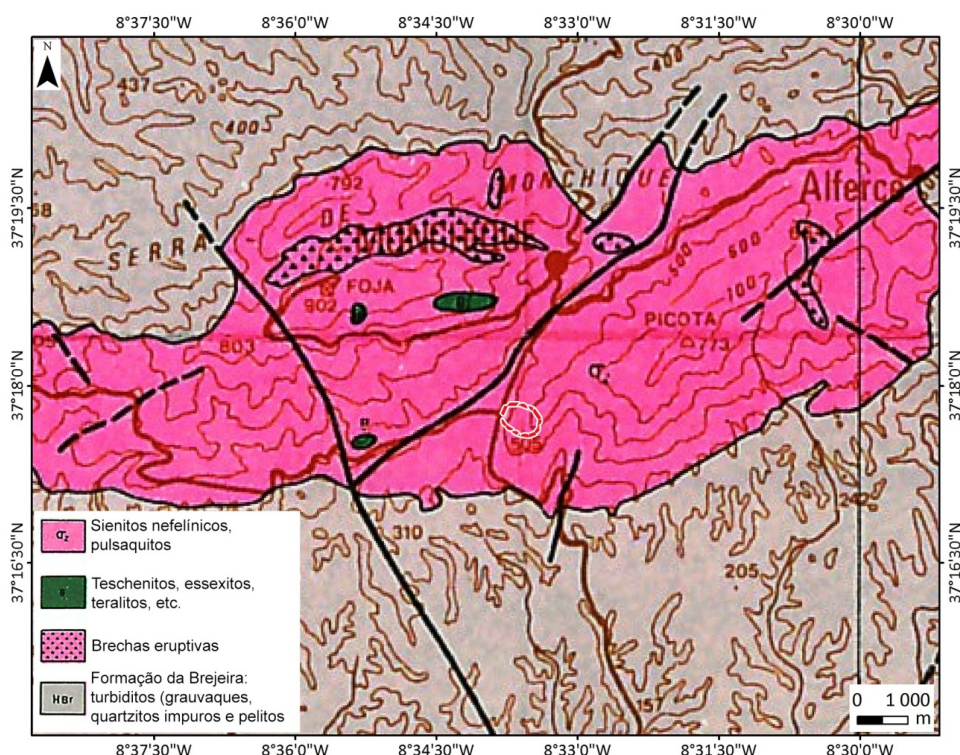 8°37'30"W 8°36'0"W 8°34'30"W 8°33'0"W 8°31'30"W 8°30'0"W
N
437
400
400
792
MONCHIQUE
Alferce
37°19'30"N
37°19'30"N
DE
SERRA
500
600
700
FOJA
902
PICOTA
803
773
σ₂
37°18'0"N
37°18'0"N
310
242
205
157
37°16'30"N
37°16'30"N
σ₂ Sienitos nefelínicos,
pulsaquitos
θ Teschenitos, essexitos,
teralitos, etc.
Brechas eruptivas
HBr Formação da Brejeira:
turbiditos (grauvaques,
quartzitos impuros e pelitos
0 1 000
m
8°37'30"W 8°36'0"W 8°34'30"W 8°33'0"W 8°31'30"W 8°30'0"W